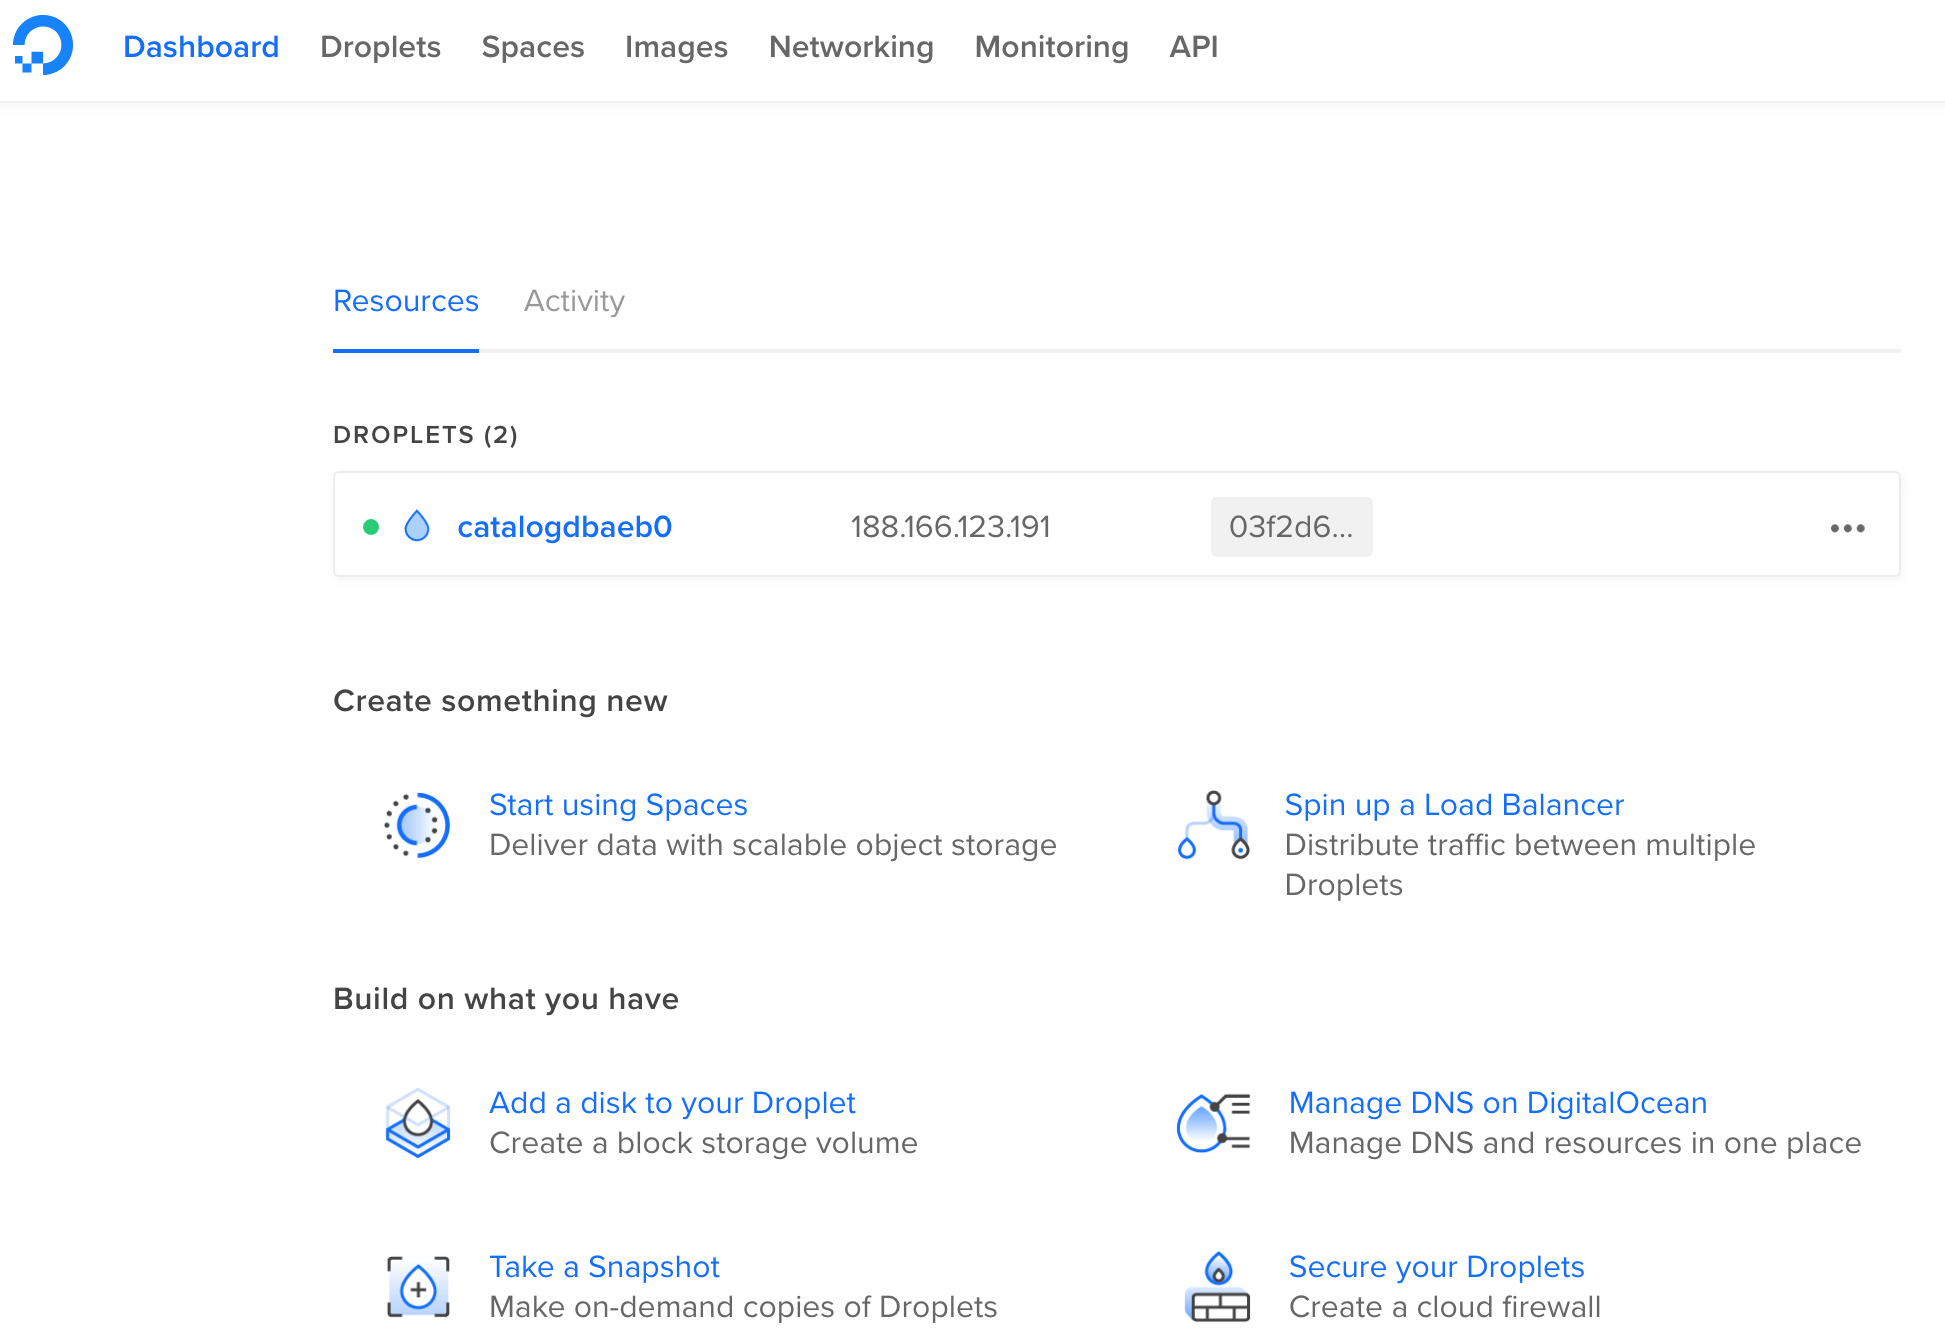 Dashboard Droplets Spaces Images Networking Monitoring API
Resources Activity
DROPLETS (2)
catalogdbaeb0 188.166.123.191 03f2d6...
Create something new
Start using Spaces
Deliver data with scalable object storage
Spin up a Load Balancer
Distribute traffic between multiple
Droplets
Build on what you have
Add a disk to your Droplet
Create a block storage volume
Manage DNS on DigitalOcean
Manage DNS and resources in one place
Take a Snapshot
Make on-demand copies of Droplets
Secure your Droplets
Create a cloud firewall